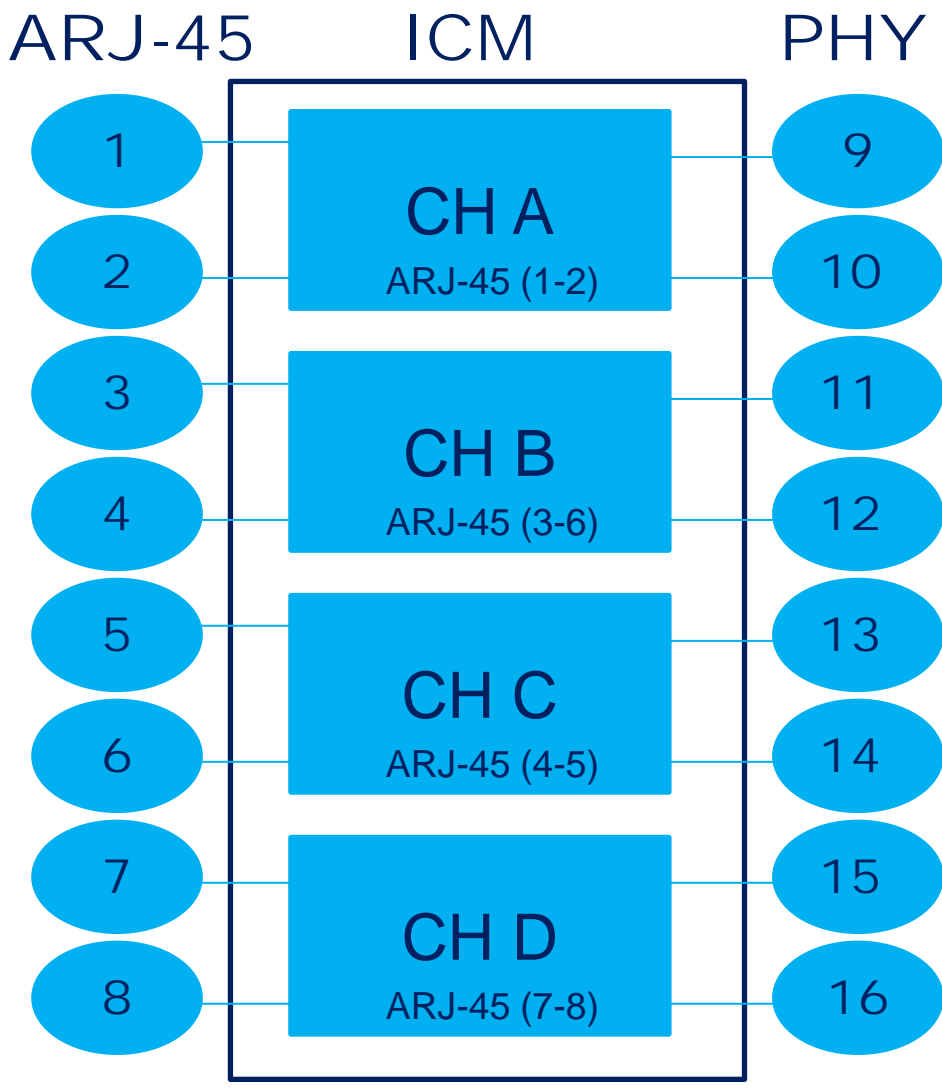 ARJ-45 ICM PHY
1 9
CH A
2 ARJ-45 (1-2) 10
3 11
CH B
4 ARJ-45 (3-6) 12
5 13
CH C
6 ARJ-45 (4-5) 14
7 15
CH D
8 ARJ-45 (7-8) 16